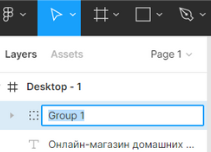 Layers Assets Page 1
Desktop - 1
Group 1
Онлайн-магазин домашних ...